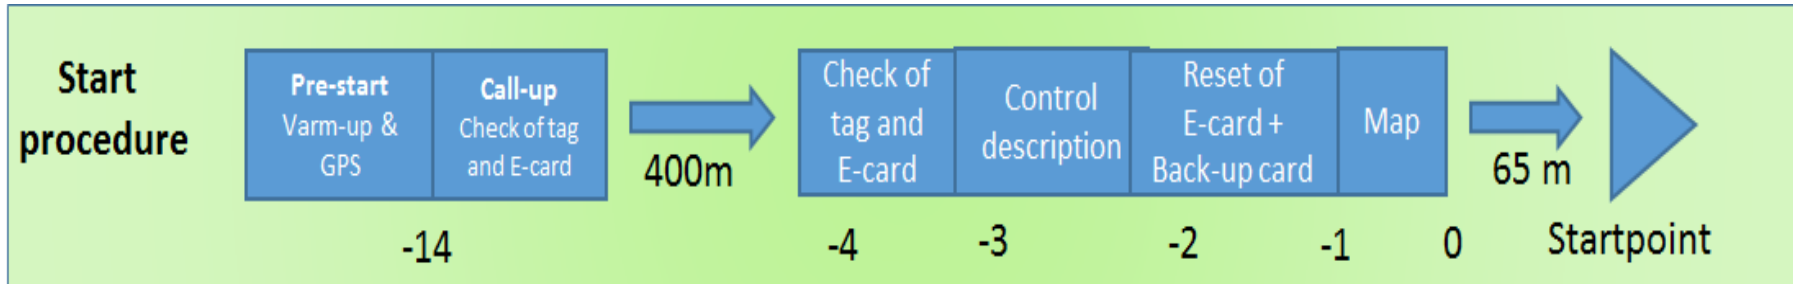 Start
procedure
Pre-start
Varm-up &
GPS
Call-up
Check of tag
and E-card
400m
Check of
tag and
E-card
Control
description
Reset of
E-card +
Back-up card
Map
65 m
Startpoint
-14
-4
-3
-2
-1
0